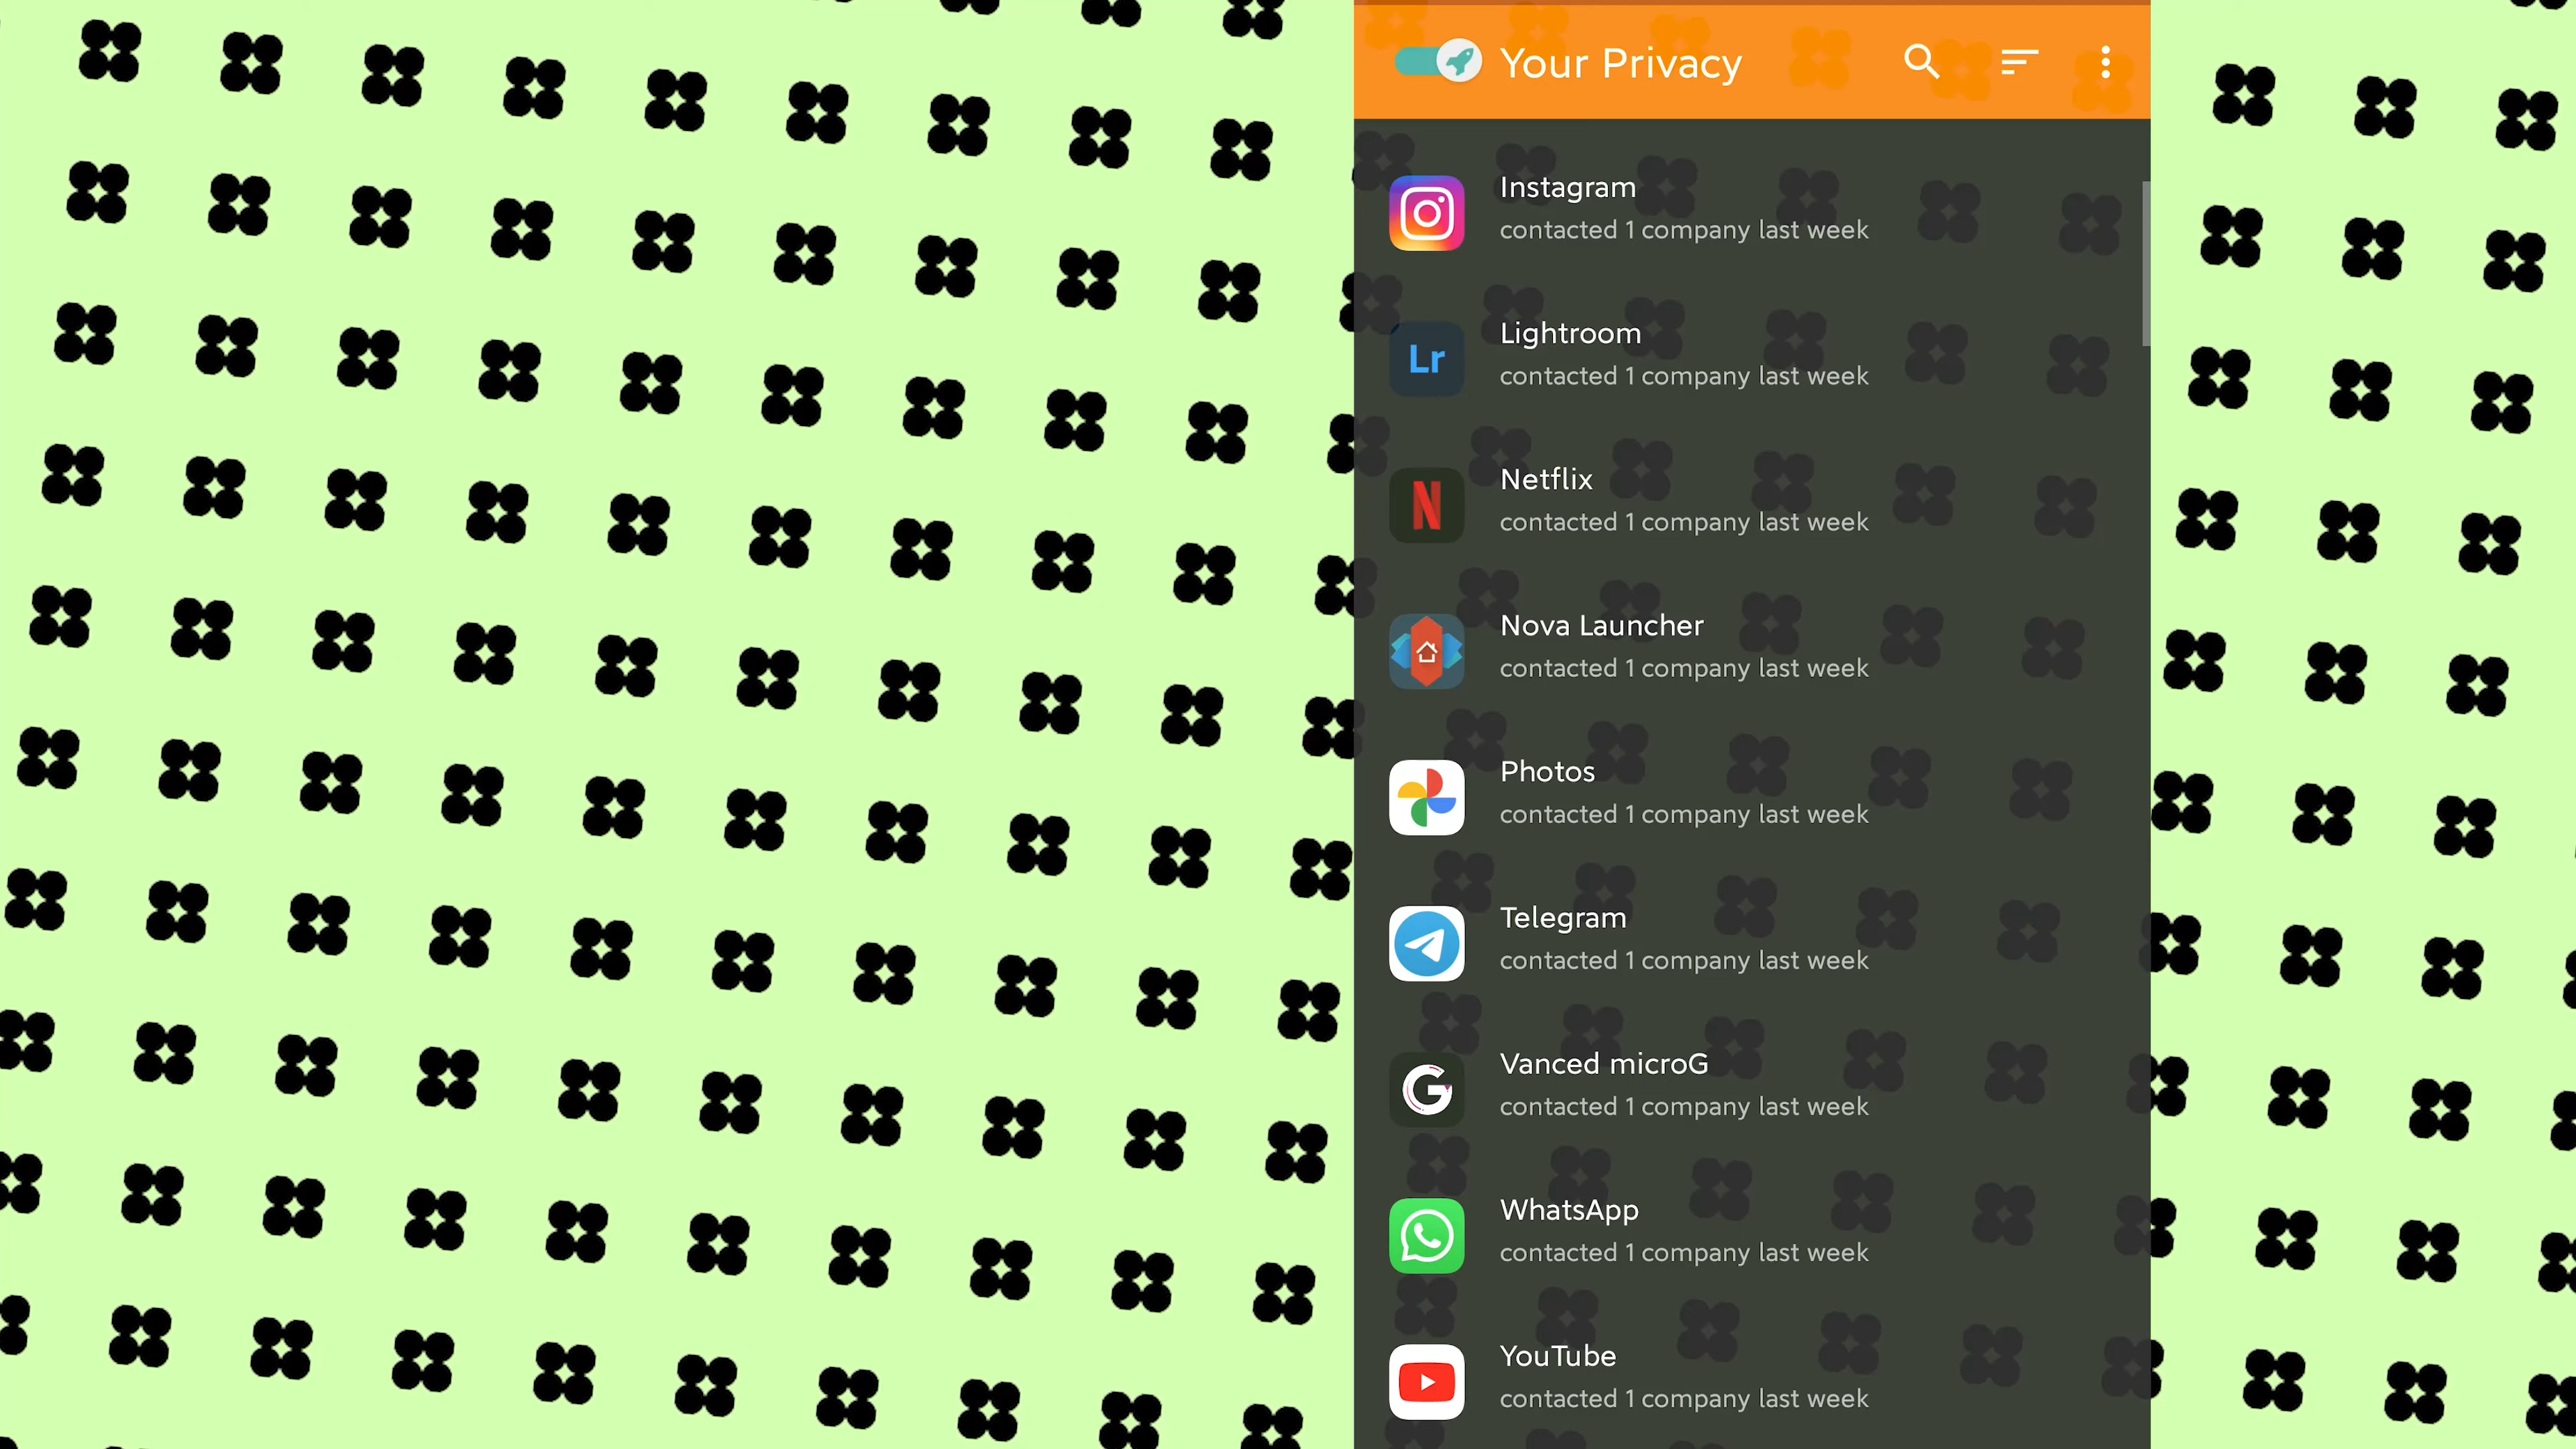 Your Privacy
Instagram
contacted 1 company last week
Lr
Lightroom
contacted 1 company last week
N
Netflix
contacted 1 company last week
Nova Launcher
contacted 1 company last week
Photos
contacted 1 company last week
Telegram
contacted 1 company last week
G
Vanced microG
contacted 1 company last week
WhatsApp
contacted 1 company last week
YouTube
contacted 1 company last week